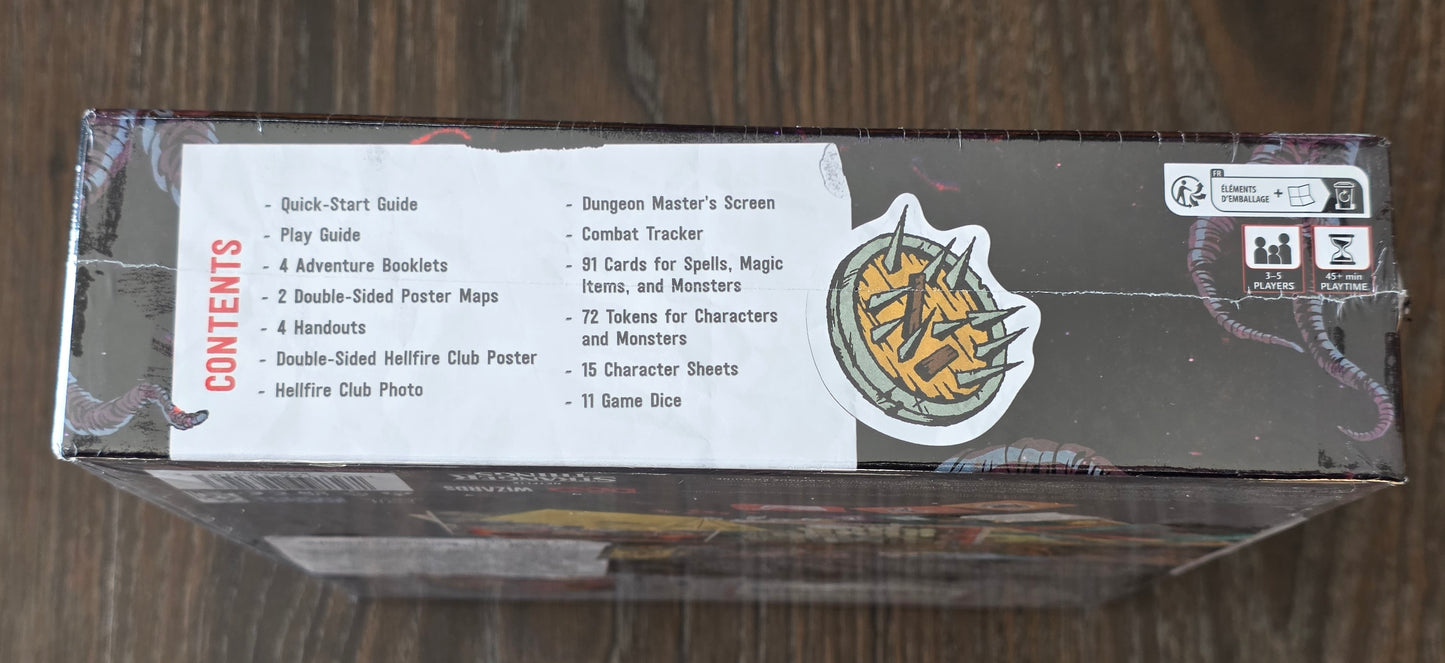 CONTENTS
- Quick-Start Guide
- Play Guide
- 4 Adventure Booklets
- 2 Double-Sided Poster Maps
- 4 Handouts
- Double-Sided Hellfire Club Poster
- Hellfire Club Photo
- Dungeon Master's Screen
- Combat Tracker
- 91 Cards for Spells, Magic
Items, and Monsters
- 72 Tokens for Characters
and Monsters
- 15 Character Sheets
- 11 Game Dice
FR
ÉLÉMENTS
D'EMBALLAGE
+
3-5
PLAYERS
45+ min
PLAYTIME
WIZARDS
STRANGER